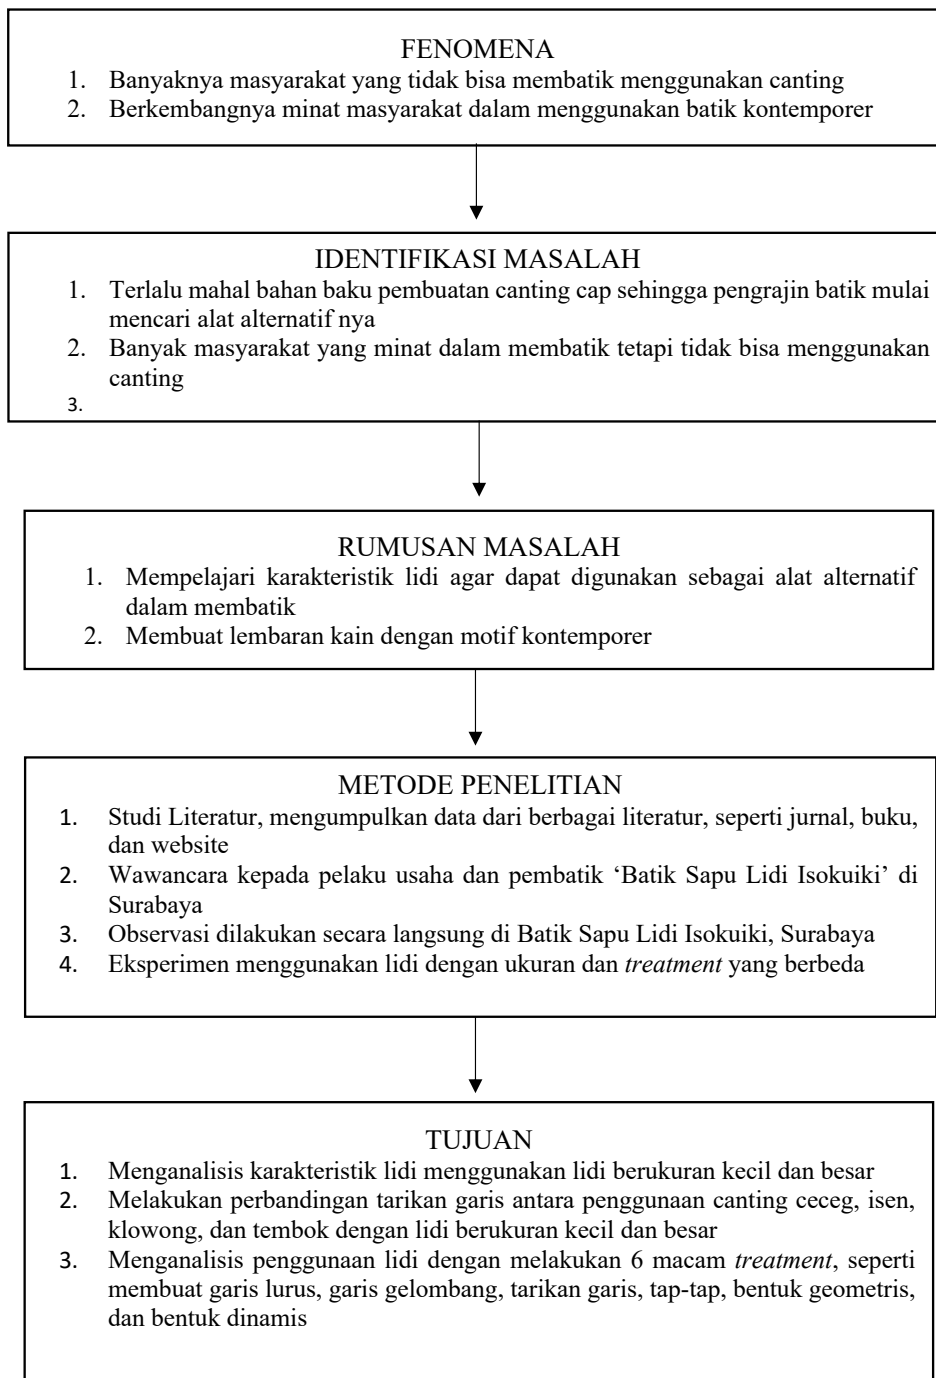 FENOMENA
1. Banyaknya masyarakat yang tidak bisa membatik menggunakan canting
2. Berkembangnya minat masyarakat dalam menggunakan batik kontemporer
IDENTIFIKASI MASALAH
1. Terlalu mahal bahan baku pembuatan canting cap sehingga pengrajin batik mulai
mencari alat alternatif nya
2. Banyak masyarakat yang minat dalam membatik tetapi tidak bisa menggunakan
canting
3.
RUMUSAN MASALAH
1. Mempelajari karakteristik lidi agar dapat digunakan sebagai alat alternatif
dalam membatik
2. Membuat lembaran kain dengan motif kontemporer
METODE PENELITIAN
1. Studi Literatur, mengumpulkan data dari berbagai literatur, seperti jurnal, buku,
dan website
2. Wawancara kepada pelaku usaha dan pembatik ‘Batik Sapu Lidi Isokuiki’ di
Surabaya
3. Observasi dilakukan secara langsung di Batik Sapu Lidi Isokuiki, Surabaya
4. Eksperimen menggunakan lidi dengan ukuran dan treatment yang berbeda
TUJUAN
1. Menganalisis karakteristik lidi menggunakan lidi berukuran kecil dan besar
2. Melakukan perbandingan tarikan garis antara penggunaan canting ceceg, isen,
klowong, dan tembok dengan lidi berukuran kecil dan besar
3. Menganalisis penggunaan lidi dengan melakukan 6 macam treatment, seperti
membuat garis lurus, garis gelombang, tarikan garis, tap-tap, bentuk geometris,
dan bentuk dinamis